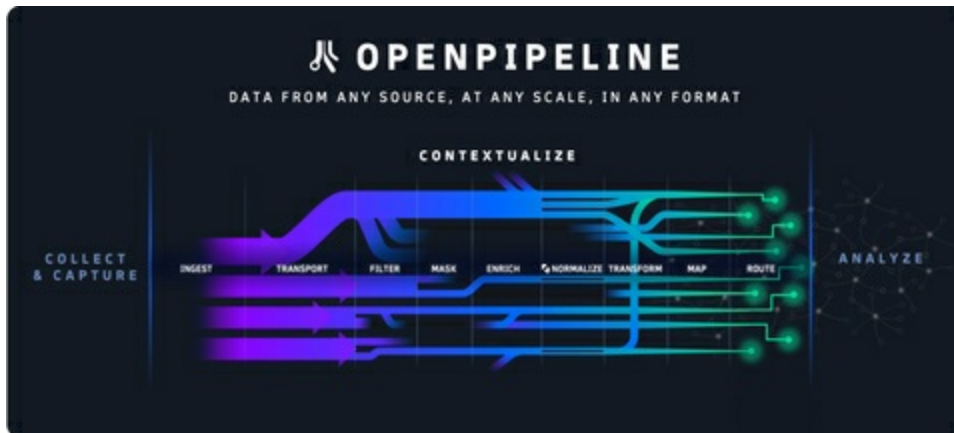 OPENPIPELINE
DATA FROM ANY SOURCE, AT ANY SCALE, IN ANY FORMAT
CONTEXTUALIZE
COLLECT
& CAPTURE
INGEST TRANSPORT FILTER MASK ENRICH NORMALIZE TRANSFORM MAP ROUTE
ANALYZE